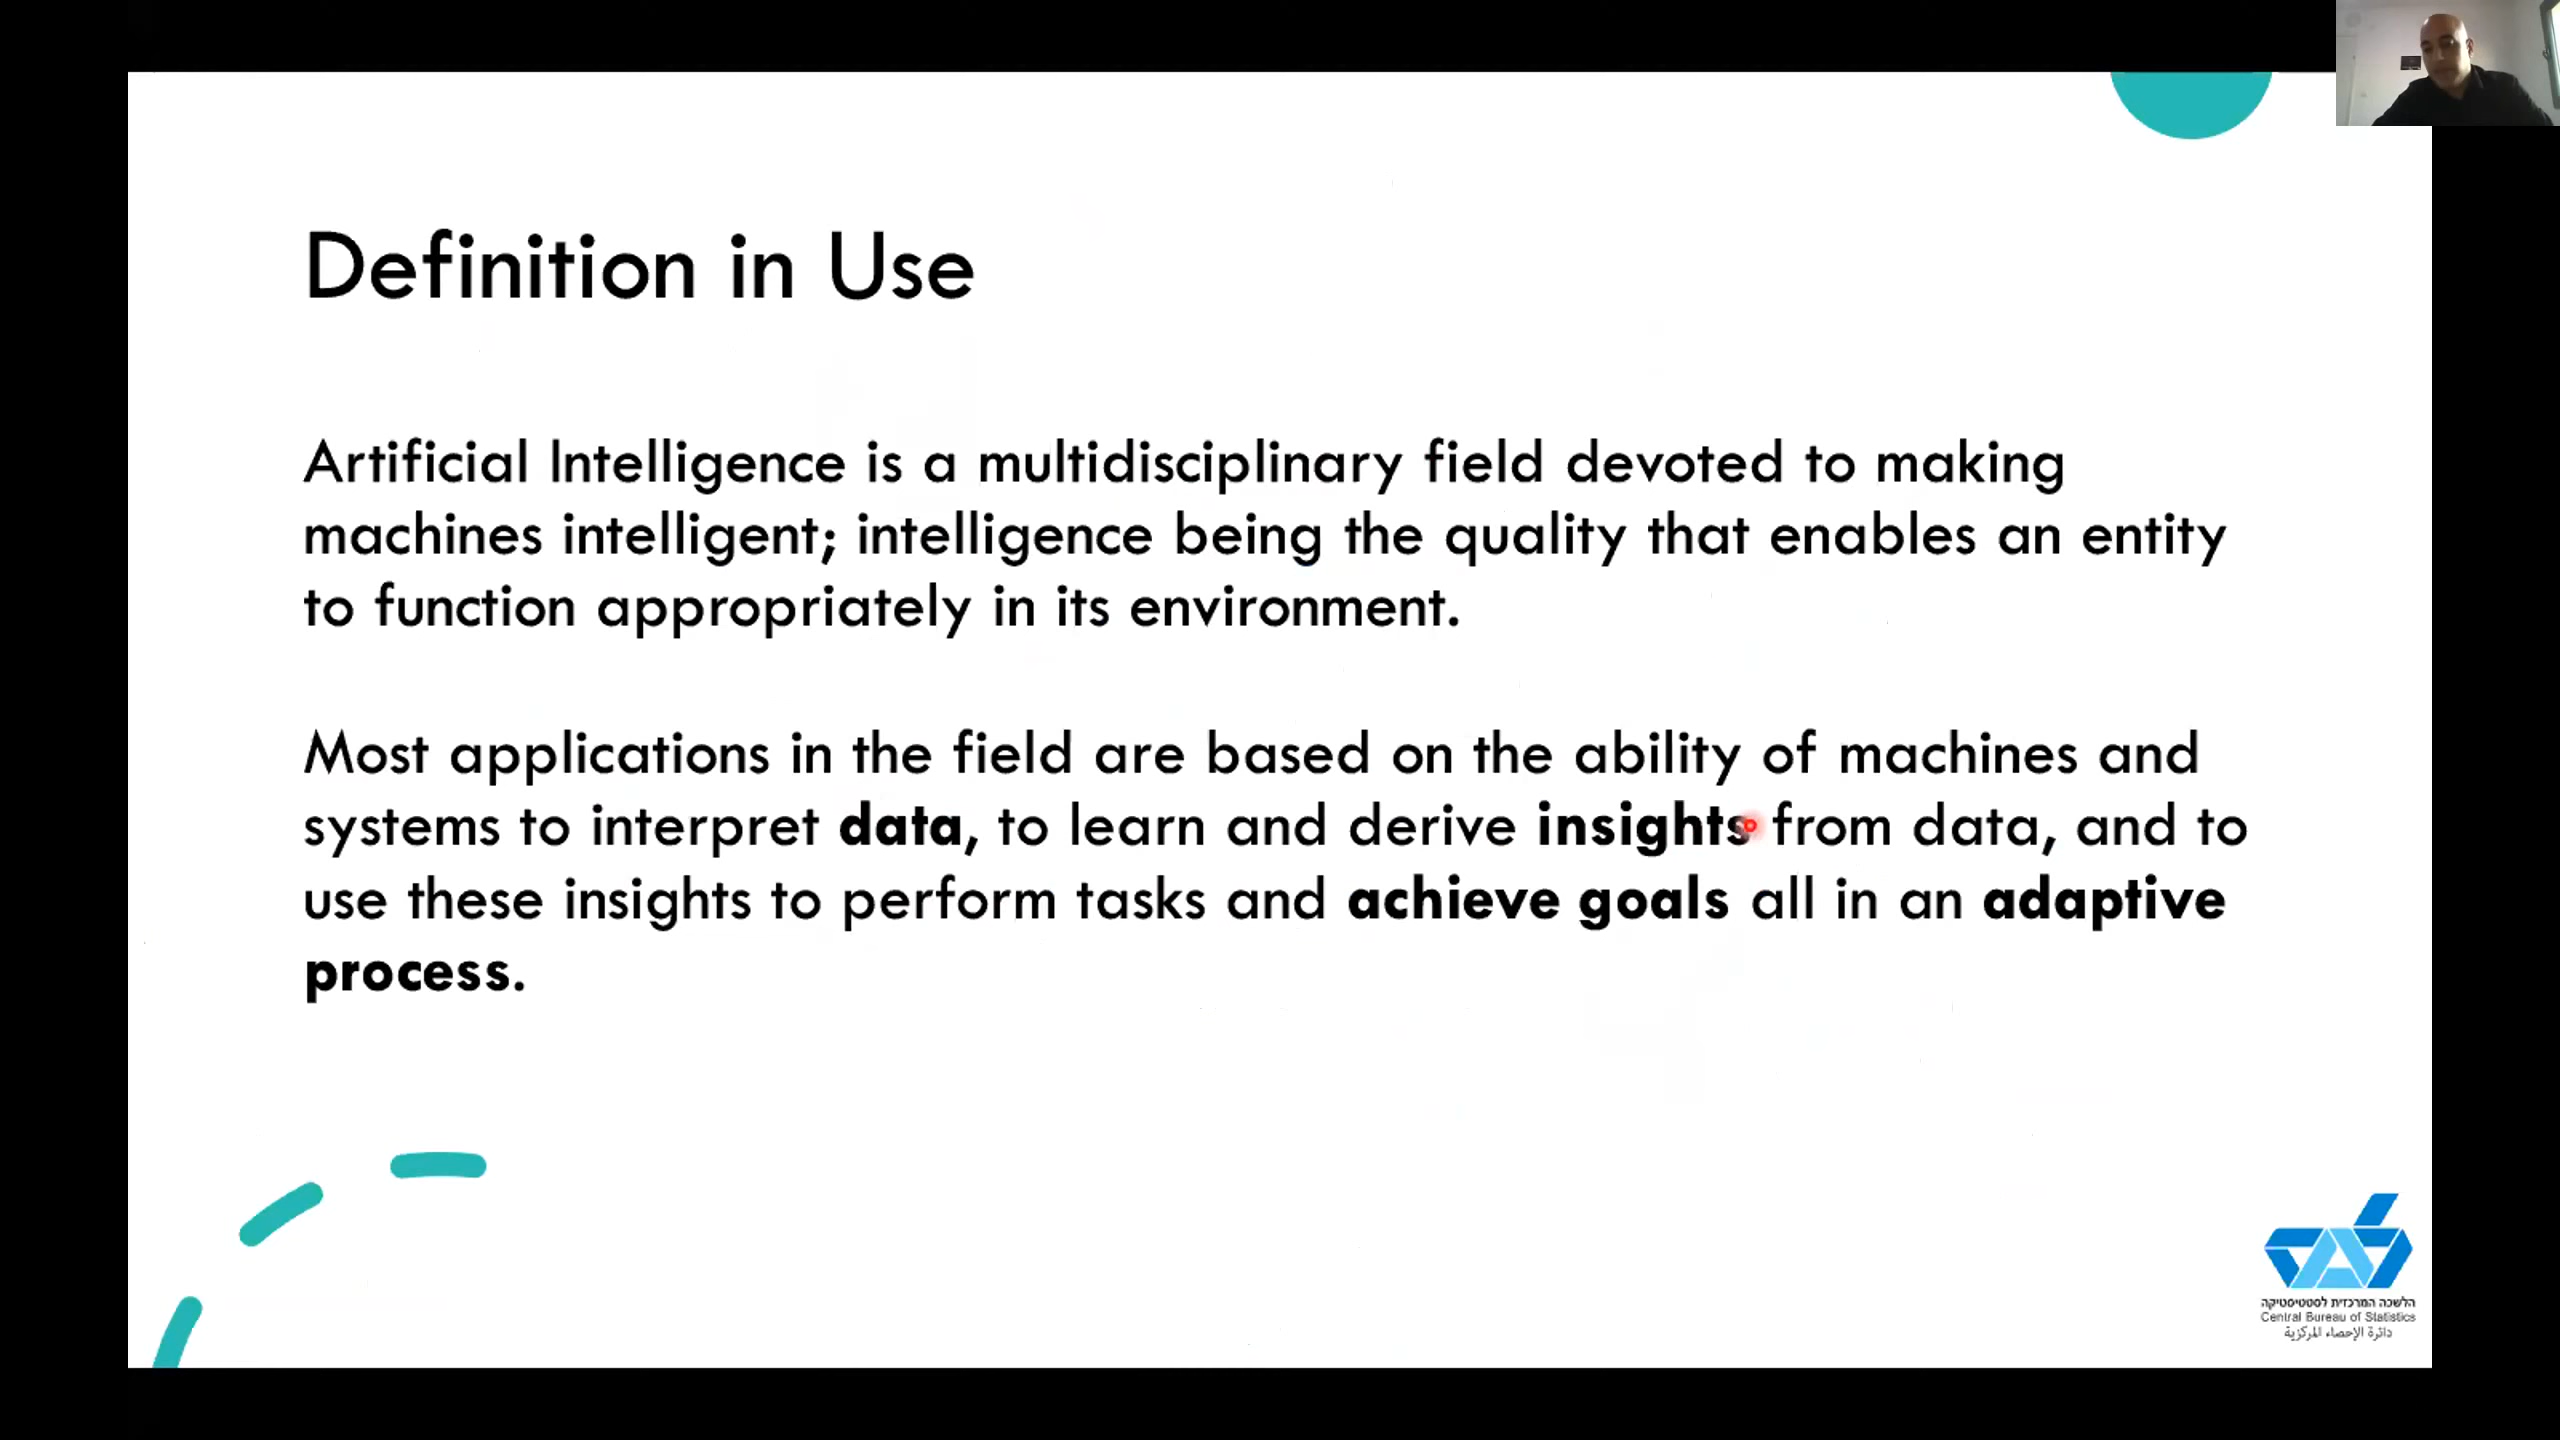 Definition in Use
Artificial Intelligence is a multidisciplinary field devoted to making
machines intelligent; intelligence being the quality that enables an entity
to function appropriately in its environment.
Most applications in the field are based on the ability of machines and
systems to interpret data, to learn and derive insights from data, and to
use these insights to perform tasks and achieve goals all in an adaptive
process.
הלשכה המרכזית לסטטיסטיקה
Central Bureau of Statistics
دائرة الإحصاء المركزية